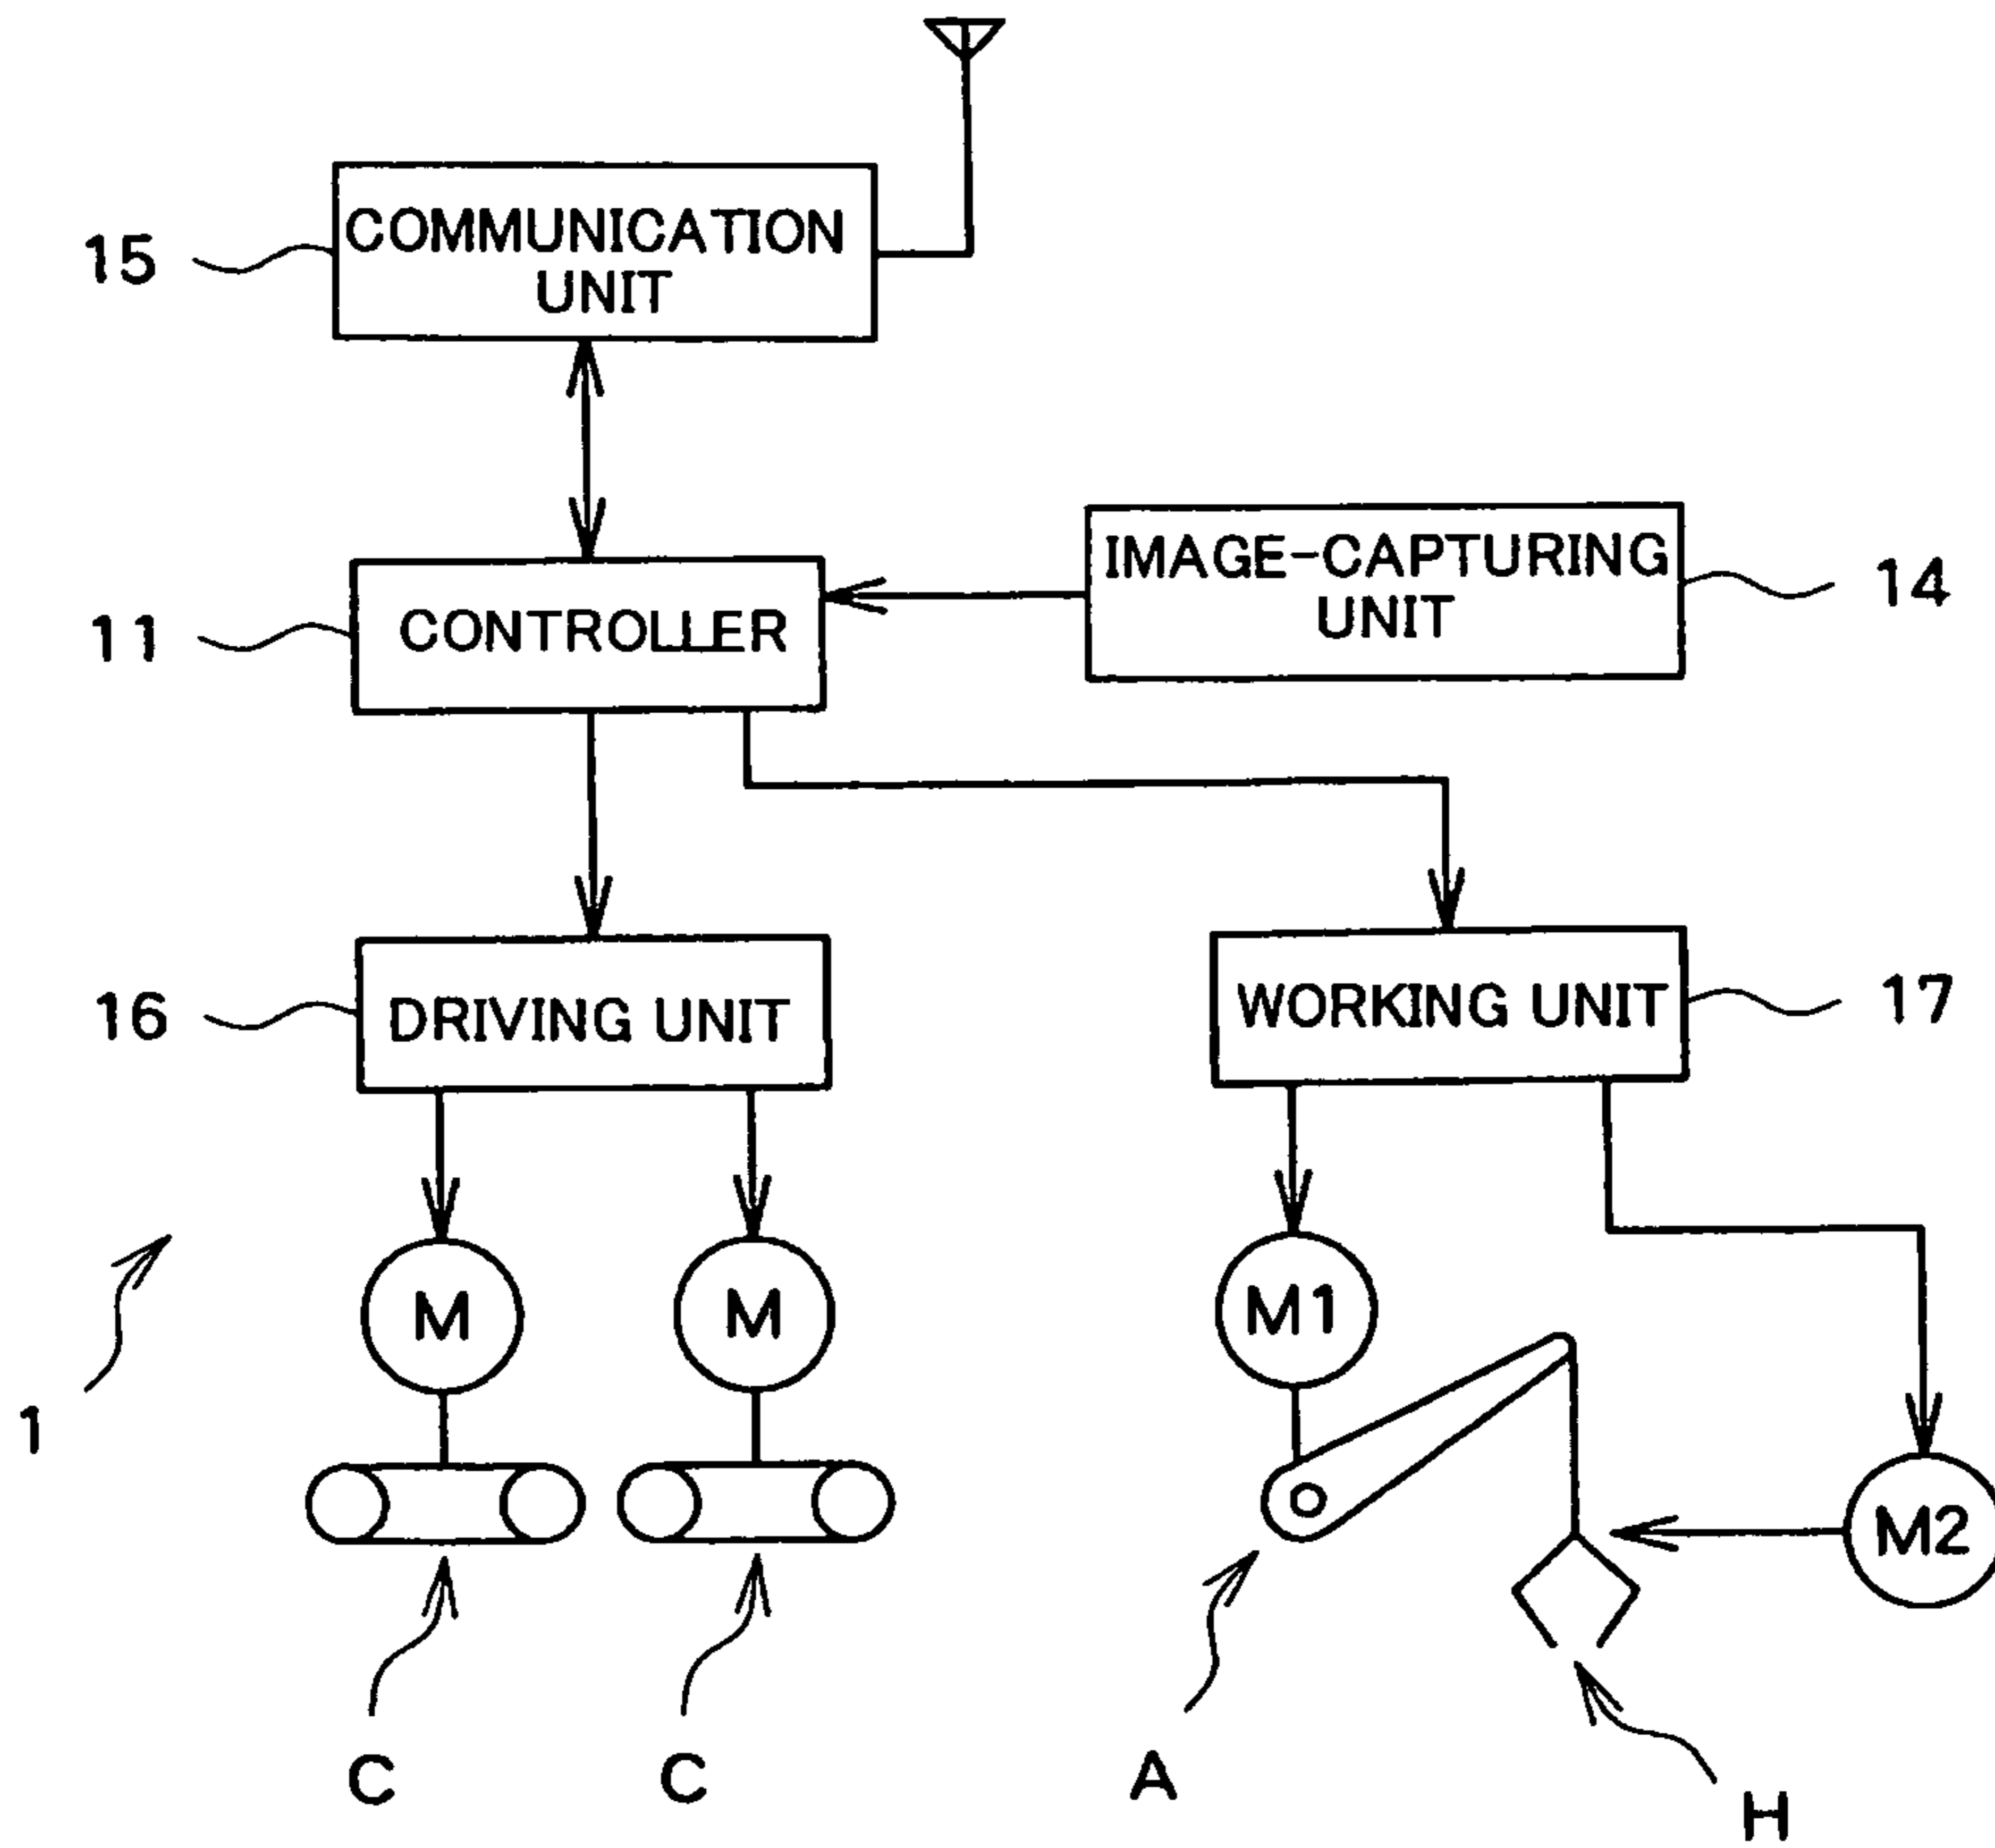 15
COMMUNICATION
UNIT
11
CONTROLLER
IMAGE-CAPTURING
UNIT
14
16
DRIVING UNIT
WORKING UNIT
17
1
M
M
M1
M2
C
C
A
H